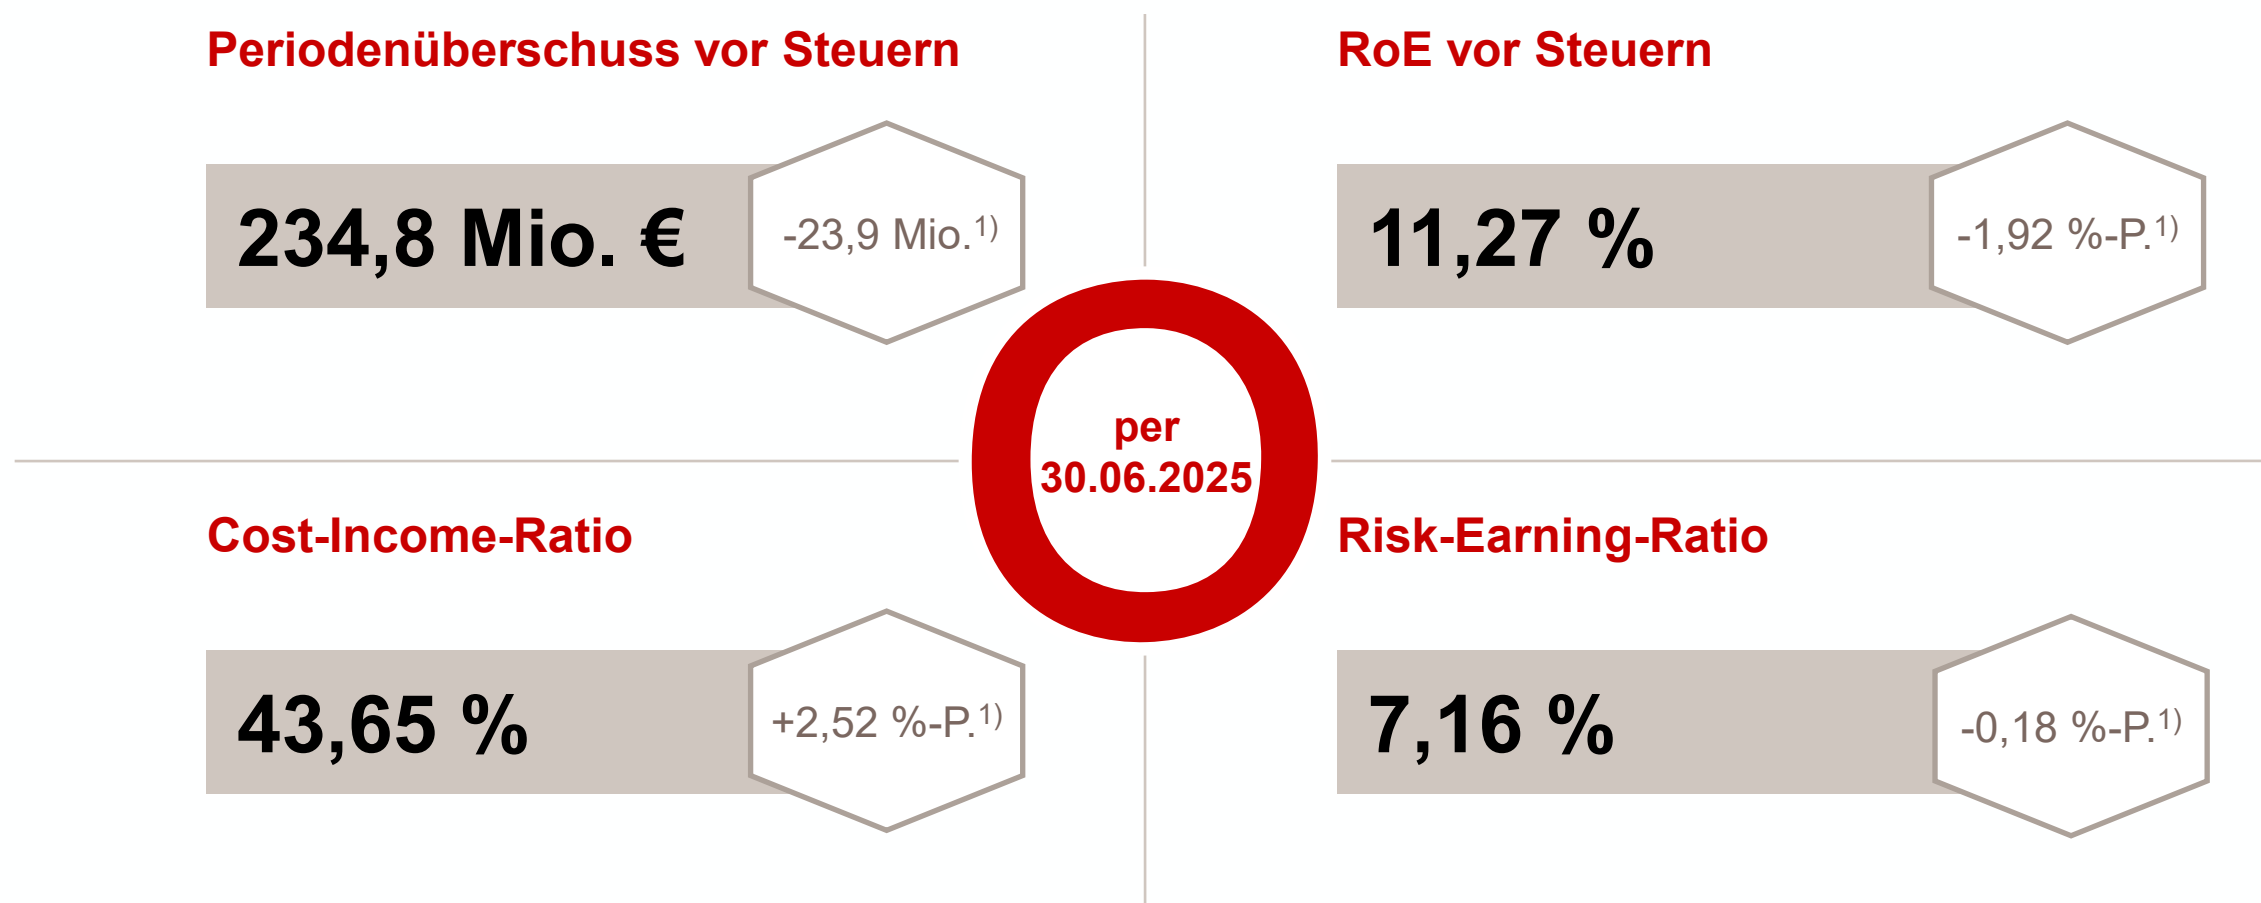 Periodenüberschuss vor Steuern
234,8 Mio. €
-23,9 Mio.1)
RoE vor Steuern
11,27 %
-1,92 %-P.1)
per
30.06.2025
Cost-Income-Ratio
43,65 %
+2,52 %-P.1)
Risk-Earning-Ratio
7,16 %
-0,18 %-P.1)